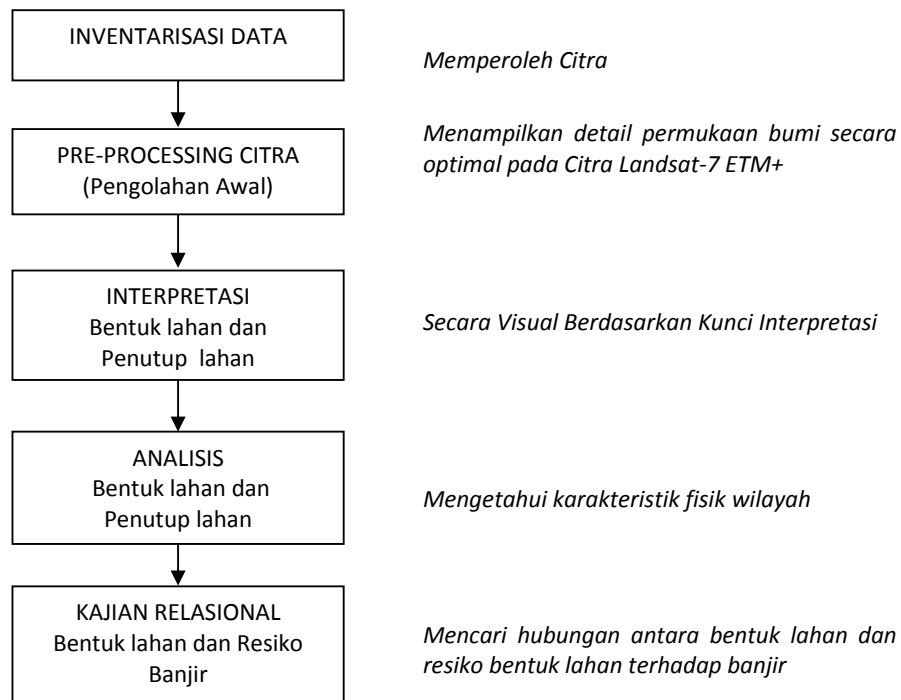 INVENTARISASI DATA
Memperoleh Citra
PRE-PROCESSING CITRA
(Pengolahan Awal)
Menampilkan detail permukaan bumi secara
optimal pada Citra Landsat-7 ETM+
INTERPRETASI
Bentuk lahan dan
Penutup lahan
Secara Visual Berdasarkan Kunci Interpretasi
ANALISIS
Bentuk lahan dan
Penutup lahan
Mengetahui karakteristik fisik wilayah
KAJIAN RELASIONAL
Bentuk lahan dan Resiko
Banjir
Mencari hubungan antara bentuk lahan dan
resiko bentuk lahan terhadap banjir